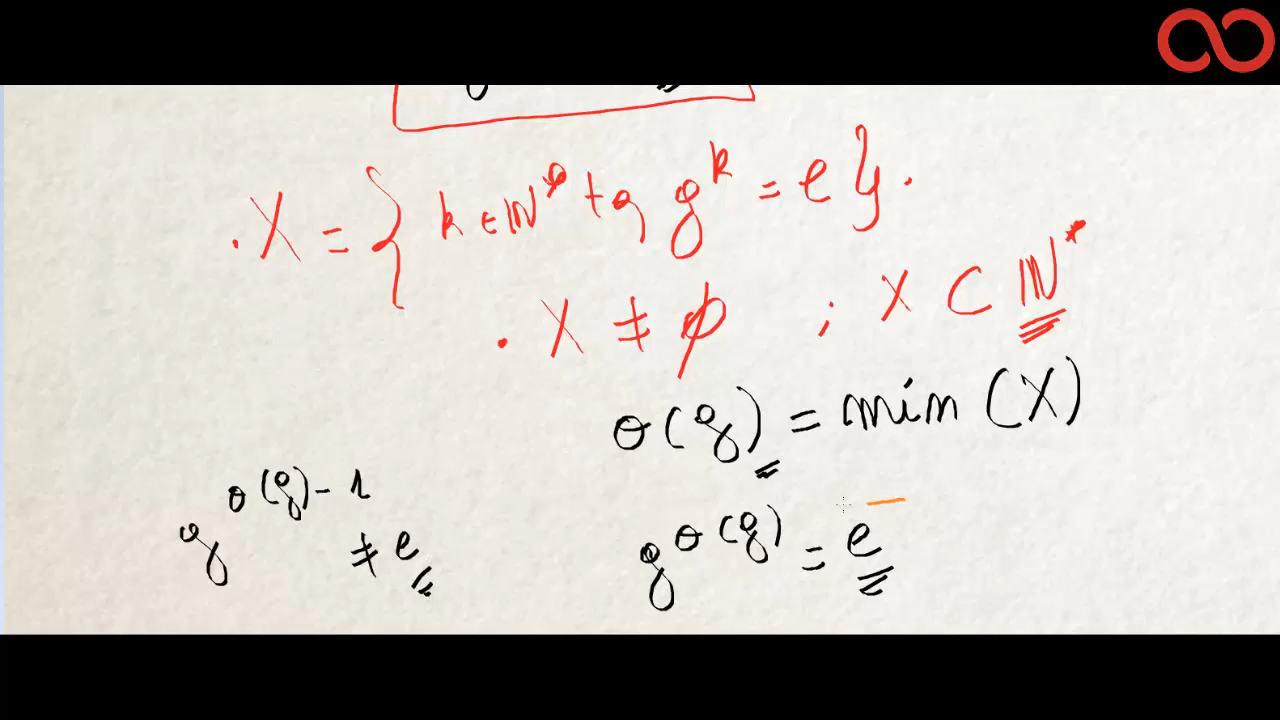 . X = { k ∈ ℕ* tq g^k = e }.
. X ≠ ∅ ; X ⊂ ℕ*
θ(g) = min (X)
g^θ(g)-1 ≠ e
g^θ(g) = e